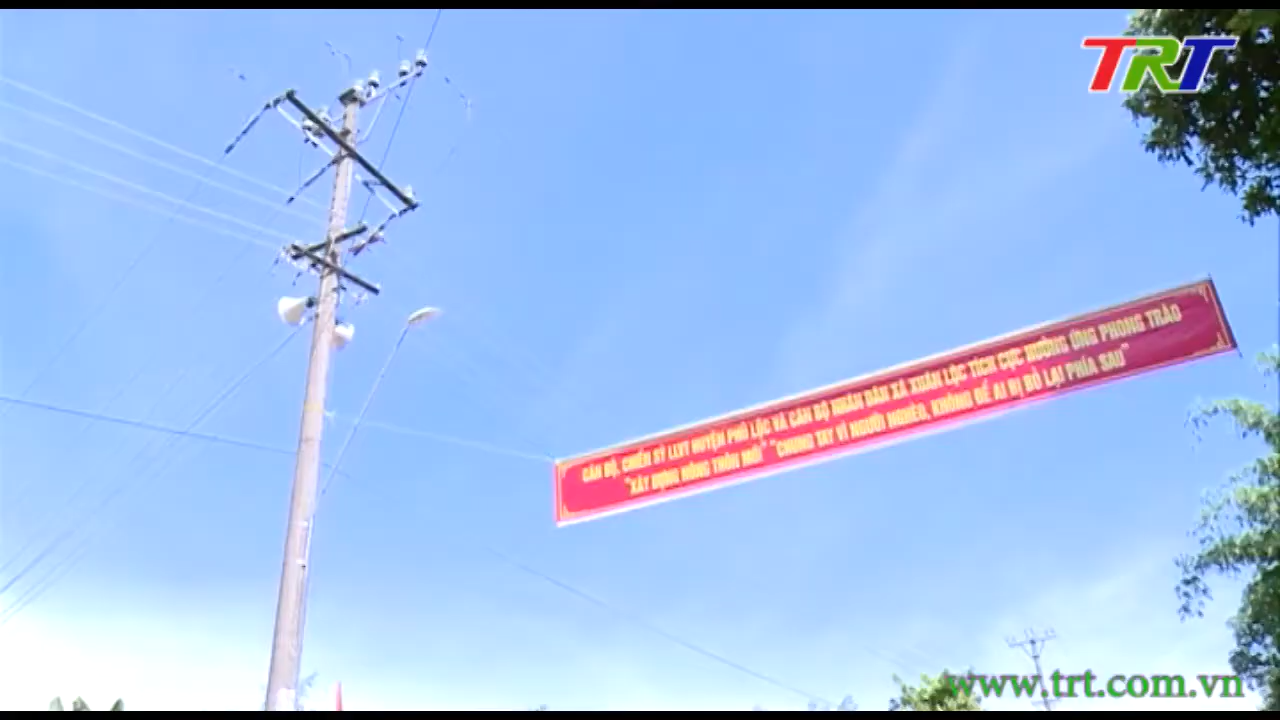 TRT
CÁN BỘ, CHIẾN SỸ LLVT HUYỆN PHÚ LỘC VÀ CÁN BỘ NHÂN DÂN XÃ XUÂN LỘC TÍCH CỰC HƯỞNG ỨNG PHONG TRÀO
"XÂY DỰNG NÔNG THÔN MỚI" "CHUNG TAY VÌ NGƯỜI NGHÈO, KHÔNG ĐỂ AI BỊ BỎ LẠI PHÍA SAU"
www.trt.com.vn